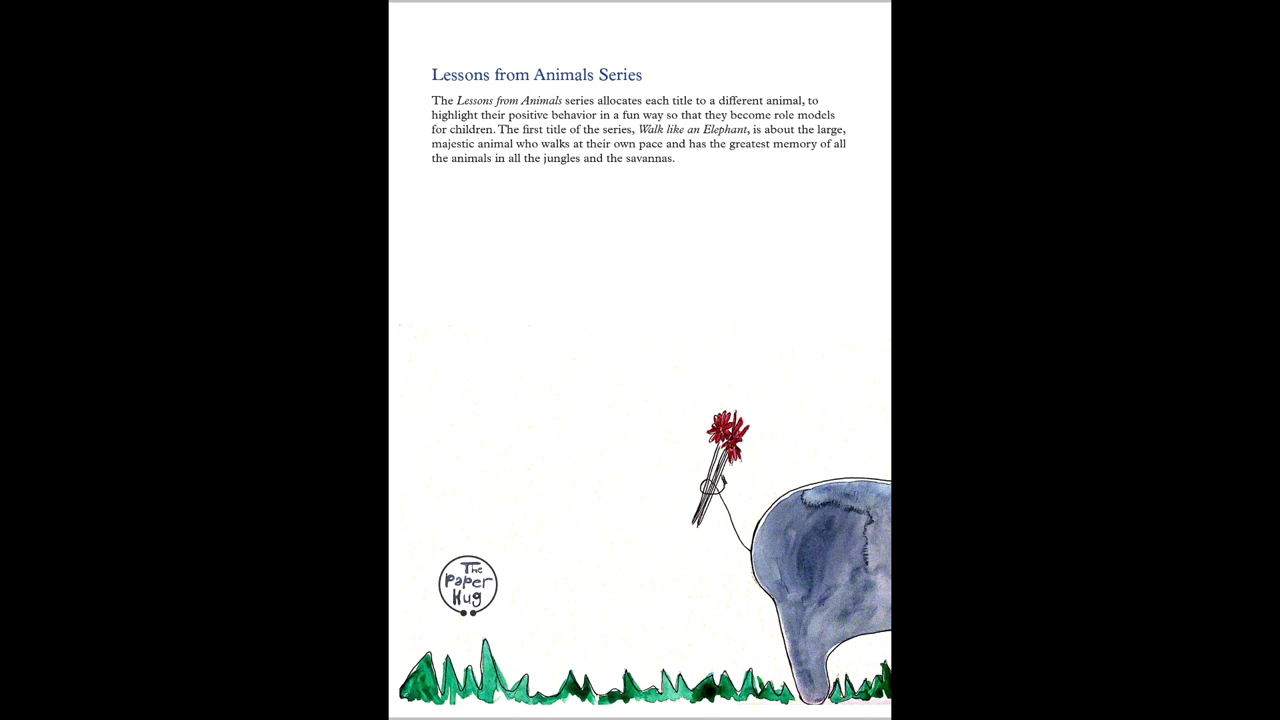 Lessons from Animals Series
The Lessons from Animals series allocates each title to a different animal, to
highlight their positive behavior in a fun way so that they become role models
for children. The first title of the series, Walk like an Elephant, is about the large,
majestic animal who walks at their own pace and has the greatest memory of all
the animals in all the jungles and the savannas.
The
Paper
Hug